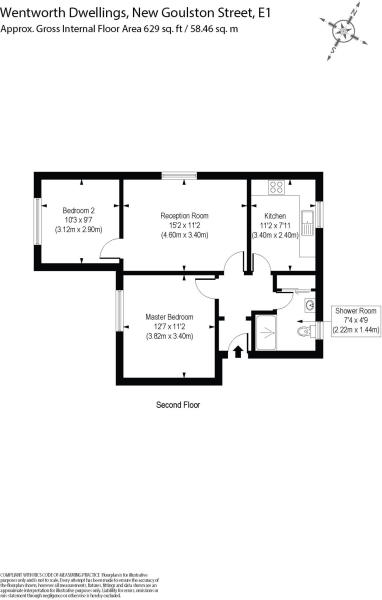 Wentworth Dwellings, New Goulston Street, E1
Approx. Gross Internal Floor Area 629 sq. ft / 58.46 sq. m
N
E
S
W
Bedroom 2
10'3 x 9'7
(3.12m x 2.90m)
Reception Room
15'2 x 11'2
(4.60m x 3.40m)
Kitchen
11'2 x 7'11
(3.40m x 2.40m)
Master Bedroom
12'7 x 11'2
(3.82m x 3.40m)
Shower Room
7'4 x 4'9
(2.22m x 1.44m)
Second Floor
COMPLIANT WITH RICS CODE OF MEASURING PRACTICE. Floorplan is for illustrative
purposes only and is not to scale. Every attempt has been made to ensure the accuracy of
the floorplan shown, however all measurements, fixtures, fittings and data shown are an
approximate interpretation for illustrative purposes only. Liability for errors, omissions or
mis-statement through negligence or otherwise is hereby excluded.